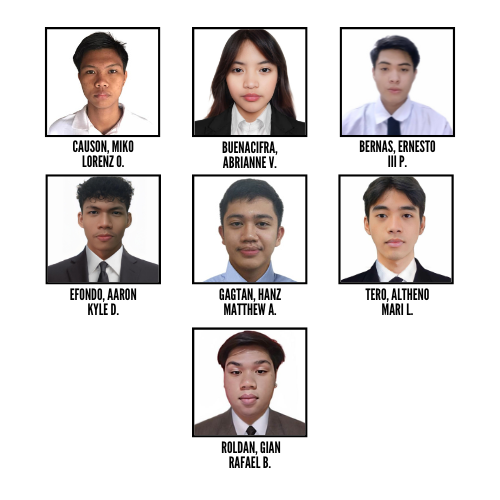 CAUSON, MIKO
LORENZ O.
BUENACIFRA,
ABRIANNE V.
BERNAS, ERNESTO
III P.
EFONDO, AARON
KYLE D.
GAGTAN, HANZ
MATTHEW A.
TERO, ALTHENO
MARI L.
ROLDAN, GIAN
RAFAEL B.